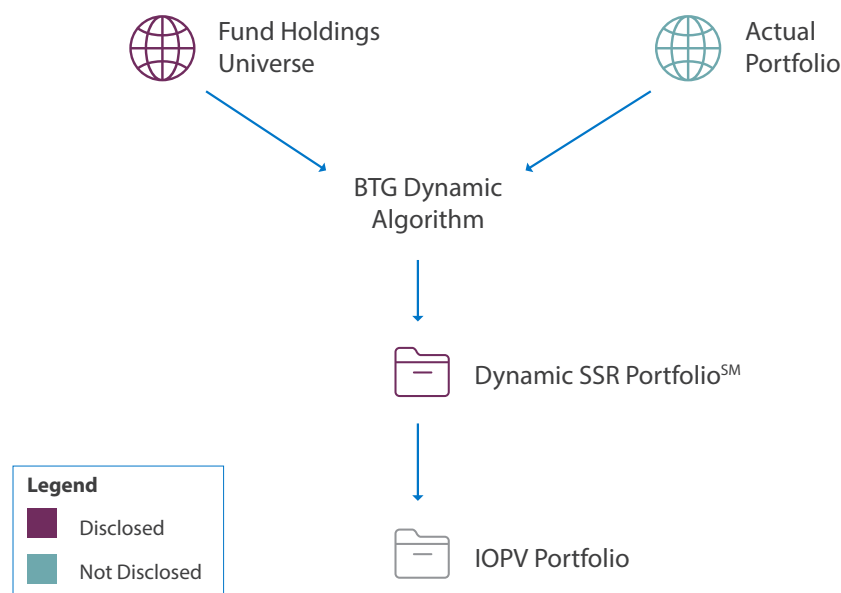 Fund Holdings
Universe
Actual
Portfolio
BTG Dynamic
Algorithm
Dynamic SSR Portfolio℠
IOPV Portfolio
Legend
Disclosed
Not Disclosed